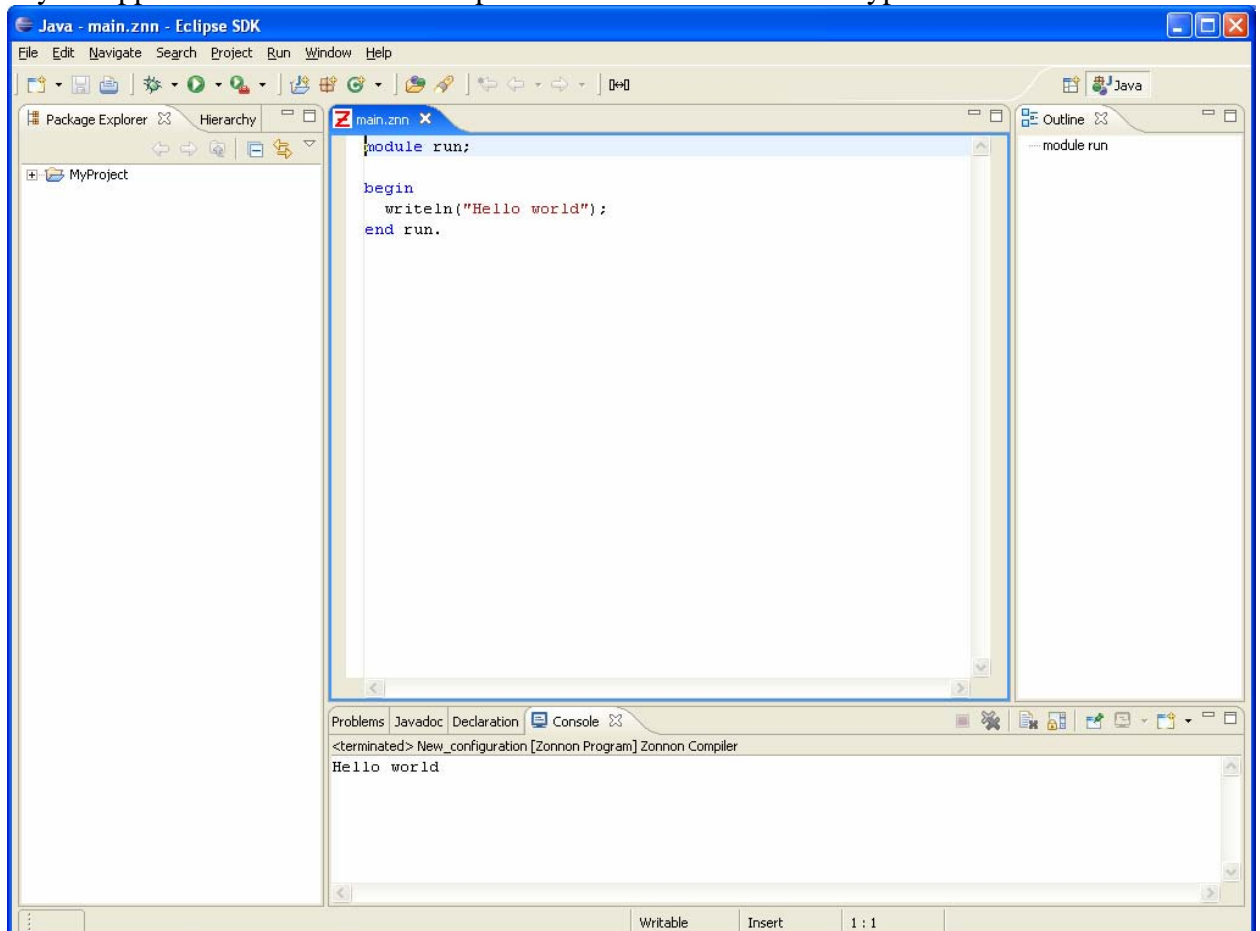 Java - main.znn - Eclipse SDK
File Edit Navigate Search Project Run Window Help
Java
Package Explorer Hierarchy
main.znn
Outline
MyProject
module run;
begin
writeln("Hello world");
end run.
module run
Problems Javadoc Declaration Console
<terminated> New_configuration [Zonnon Program] Zonnon Compiler
Hello world
Writable Insert 1 : 1